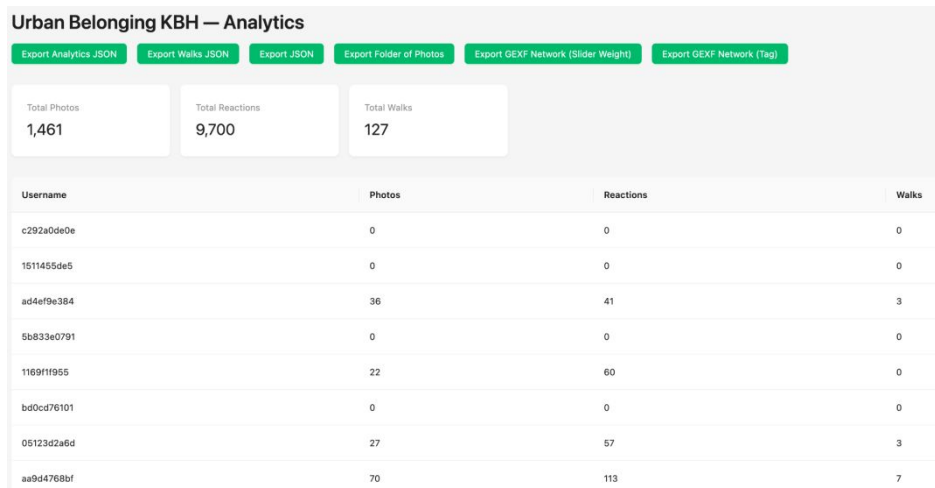 Urban Belonging KBH — Analytics
Export Analytics JSON Export Walks JSON Export JSON Export Folder of Photos Export GEXF Network (Slider Weight) Export GEXF Network (Tag)
Total Photos Total Reactions Total Walks
1,461 9,700 127
Username Photos Reactions Walks
c292a0de0e 0 0 0
1511455de5 0 0 0
ad4ef9e384 36 41 3
5b833e0791 0 0 0
1169f1f955 22 60 0
bd0cd76101 0 0 0
05123d2a6d 27 57 3
aa9d4768bf 70 113 7